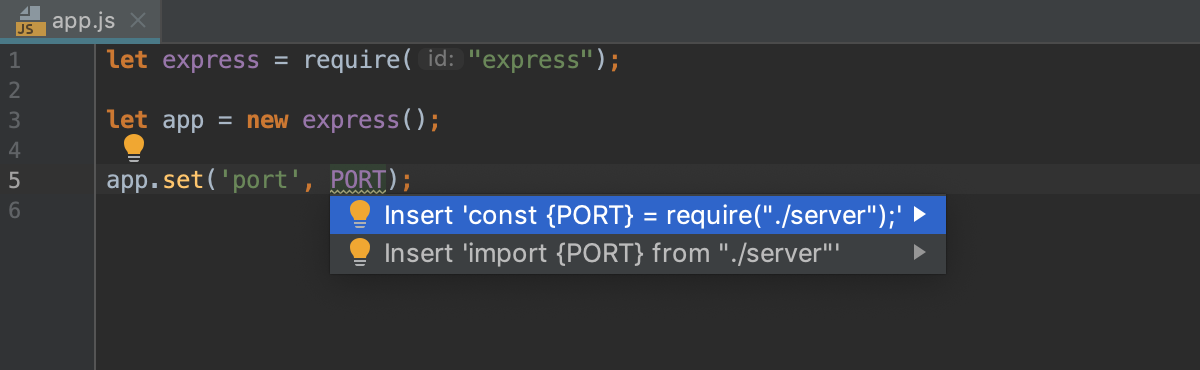 JS app.js
1 let express = require( id: "express");
2
3 let app = new express();
4
5 app.set('port', PORT);
6
Insert 'const {PORT} = require("./server");'
Insert 'import {PORT} from "./server"'